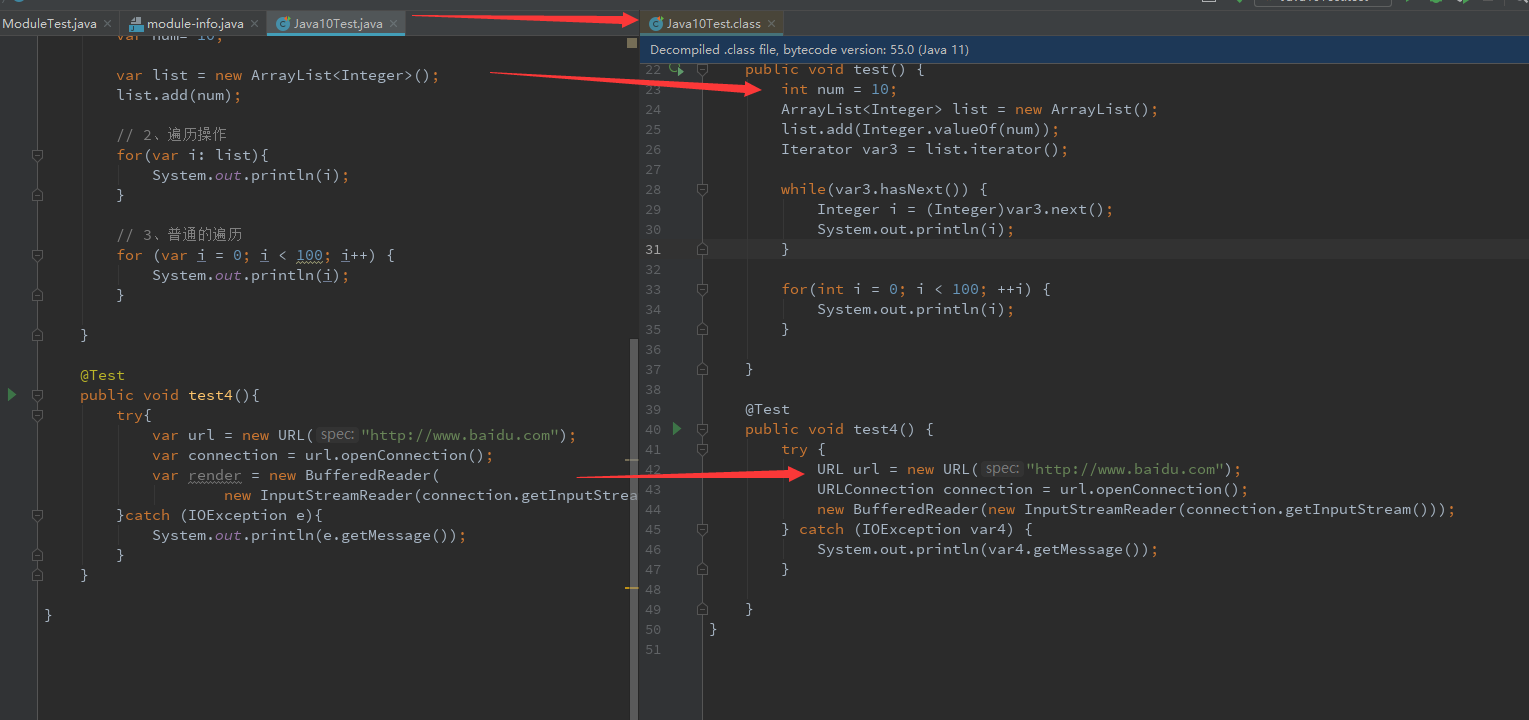 ModuleTest.java × module-info.java × Java10Test.java ×
var num= 10;
var list = new ArrayList<Integer>();
list.add(num);
// 2、遍历操作
for(var i: list){
System.out.println(i);
}
// 3、普通的遍历
for (var i = 0; i < 100; i++) {
System.out.println(i);
}
}
@Test
public void test4(){
try{
var url = new URL( spec: "http://www.baidu.com");
var connection = url.openConnection();
var render = new BufferedReader(
new InputStreamReader(connection.getInputStrea
}catch (IOException e){
System.out.println(e.getMessage());
}
}
}
Java10Test.class ×
Decompiled .class file, bytecode version: 55.0 (Java 11)
22 public void test() {
23 int num = 10;
24 ArrayList<Integer> list = new ArrayList();
25 list.add(Integer.valueOf(num));
26 Iterator var3 = list.iterator();
27
28 while(var3.hasNext()) {
29 Integer i = (Integer)var3.next();
30 System.out.println(i);
31 }
32
33 for(int i = 0; i < 100; ++i) {
34 System.out.println(i);
35 }
36
37 }
38
39 @Test
40 public void test4() {
41 try {
42 URL url = new URL( spec: "http://www.baidu.com");
43 URLConnection connection = url.openConnection();
44 new BufferedReader(new InputStreamReader(connection.getInputStream()));
45 } catch (IOException var4) {
46 System.out.println(var4.getMessage());
47 }
48
49 }
50 }
51